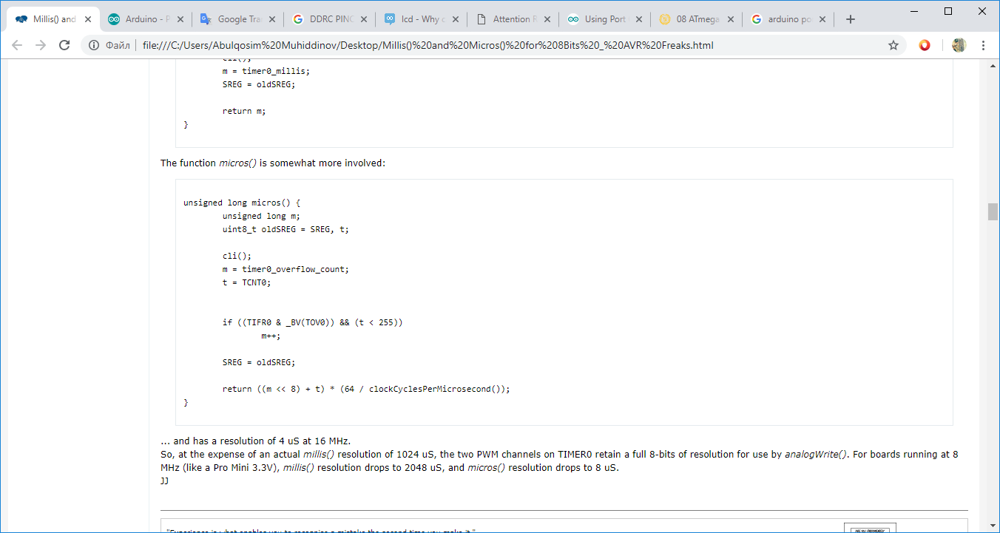 Millis() and
Arduino - P
Google Tra
DDRC PINC
lcd - Why
Attention R
Using Port
08 ATmega
arduino po
Файл
file:///C:/Users/Abulqosim%20Muhiddinov/Desktop/Millis()%20and%20Micros()%20for%208Bits%20_%20AVR%20Freaks.html
cli();
m = timer0_millis;
SREG = oldSREG;
return m;
}
The function micros() is somewhat more involved:
unsigned long micros() {
unsigned long m;
uint8_t oldSREG = SREG, t;
cli();
m = timer0_overflow_count;
t = TCNT0;
if ((TIFR0 & _BV(TOV0)) && (t < 255))
m++;
SREG = oldSREG;
return ((m << 8) + t) * (64 / clockCyclesPerMicrosecond());
}
... and has a resolution of 4 uS at 16 MHz.
So, at the expense of an actual millis() resolution of 1024 uS, the two PWM channels on TIMER0 retain a full 8-bits of resolution for use by analogWrite(). For boards running at 8
MHz (like a Pro Mini 3.3V), millis() resolution drops to 2048 uS, and micros() resolution drops to 8 uS.
JJ
"Experience is what enables you to recognise a mistake the second time you make it."